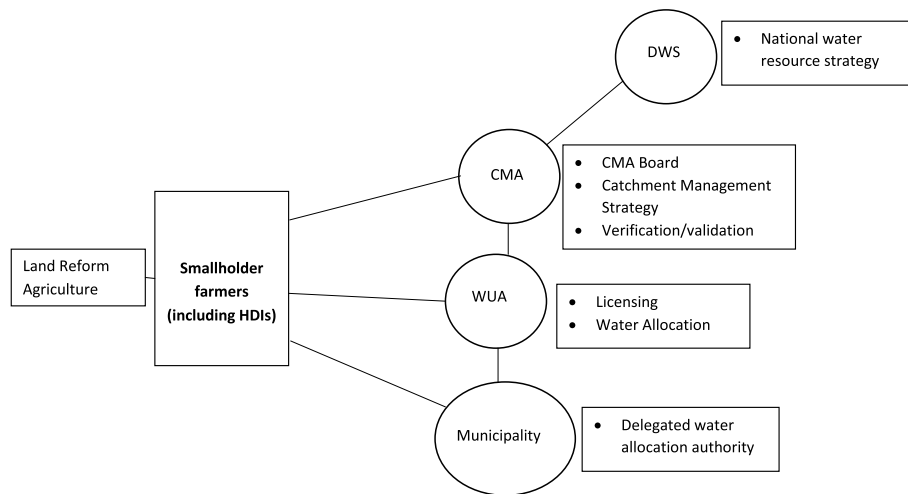 DWS
• National water
resource strategy
CMA
• CMA Board
• Catchment Management
Strategy
• Verification/validation
Land Reform
Agriculture
Smallholder
farmers
(including HDIs)
WUA
• Licensing
• Water Allocation
Municipality
• Delegated water
allocation authority